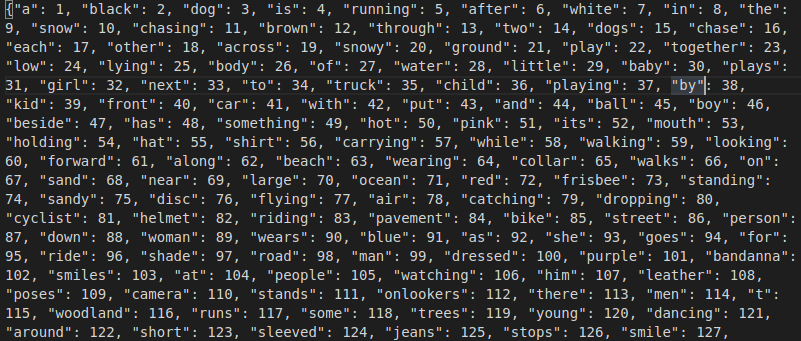 {"a": 1, "black": 2, "dog": 3, "is": 4, "running": 5, "after": 6, "white": 7, "in": 8, "the":
9, "snow": 10, "chasing": 11, "brown": 12, "through": 13, "two": 14, "dogs": 15, "chase": 16,
"each": 17, "other": 18, "across": 19, "snowy": 20, "ground": 21, "play": 22, "together": 23,
"low": 24, "lying": 25, "body": 26, "of": 27, "water": 28, "little": 29, "baby": 30, "plays":
31, "girl": 32, "next": 33, "to": 34, "truck": 35, "child": 36, "playing": 37, "by": 38,
"kid": 39, "front": 40, "car": 41, "with": 42, "put": 43, "and": 44, "ball": 45, "boy": 46,
"beside": 47, "has": 48, "something": 49, "hot": 50, "pink": 51, "its": 52, "mouth": 53,
"holding": 54, "hat": 55, "shirt": 56, "carrying": 57, "while": 58, "walking": 59, "looking":
60, "forward": 61, "along": 62, "beach": 63, "wearing": 64, "collar": 65, "walks": 66, "on":
67, "sand": 68, "near": 69, "large": 70, "ocean": 71, "red": 72, "frisbee": 73, "standing":
74, "sandy": 75, "disc": 76, "flying": 77, "air": 78, "catching": 79, "dropping": 80,
"cyclist": 81, "helmet": 82, "riding": 83, "pavement": 84, "bike": 85, "street": 86, "person":
87, "down": 88, "woman": 89, "wears": 90, "blue": 91, "as": 92, "she": 93, "goes": 94, "for":
95, "ride": 96, "shade": 97, "road": 98, "man": 99, "dressed": 100, "purple": 101, "bandanna":
102, "smiles": 103, "at": 104, "people": 105, "watching": 106, "him": 107, "leather": 108,
"poses": 109, "camera": 110, "stands": 111, "onlookers": 112, "there": 113, "men": 114, "t":
115, "woodland": 116, "runs": 117, "some": 118, "trees": 119, "young": 120, "dancing": 121,
"around": 122, "short": 123, "sleeved": 124, "jeans": 125, "stops": 126, "smile": 127,